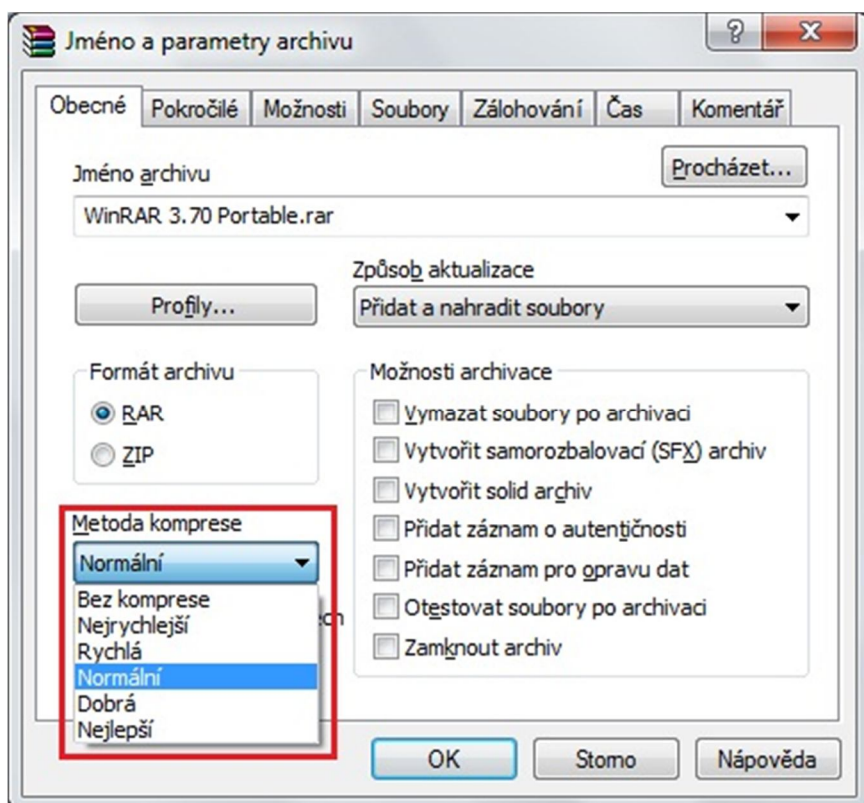 Jméno a parametry archivu
Obecné Pokročilé Možnosti Soubory Zálohování Čas Komentář
Jméno archivu
Procházet...
WinRAR 3.70 Portable.rar
Způsob aktualizace
Profily...
Přidat a nahradit soubory
Formát archivu
RAR
ZIP
Možnosti archivace
Vymazat soubory po archivaci
Vytvořit samorozbalovací (SFX) archiv
Vytvořit solid archiv
Přidat záznam o autentičnosti
Přidat záznam pro opravu dat
Otestovat soubory po archivaci
Zamknout archiv
Metoda komprese
Normální
Bez komprese
Nejrychlejší
Rychlá
Normální
Dobrá
Nejlepší
OK Storno Nápověda